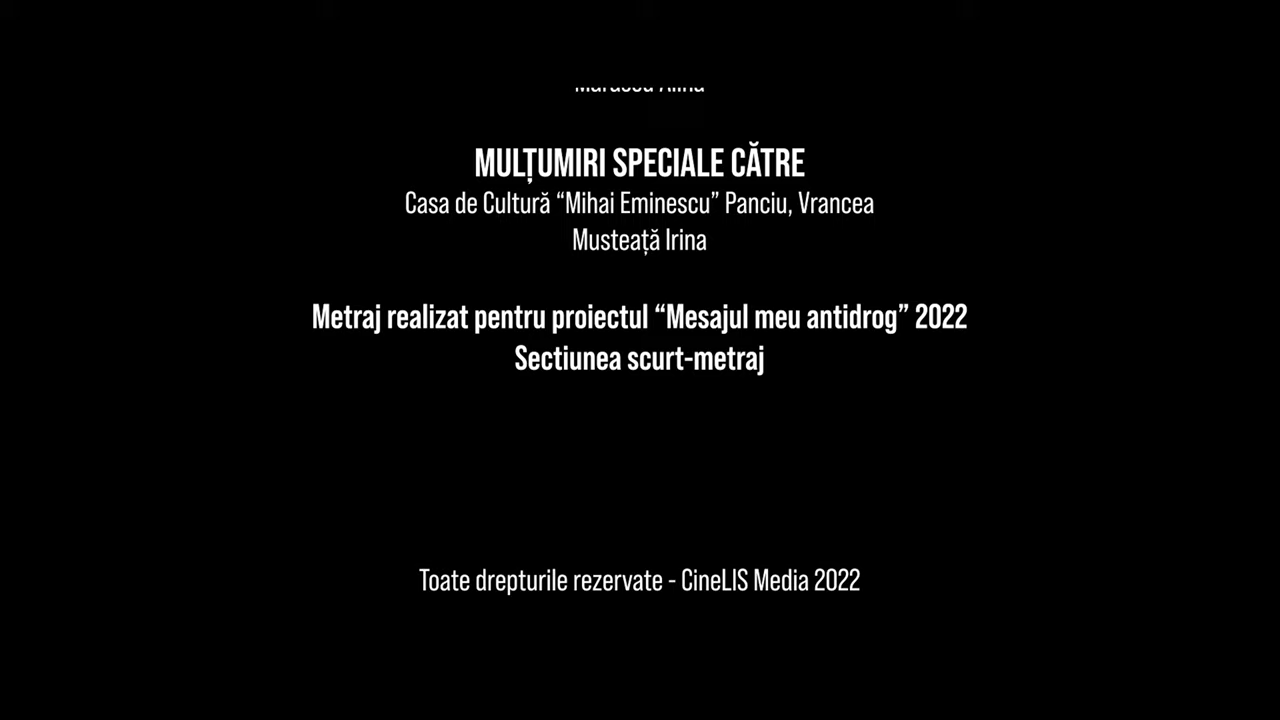 MULȚUMIRI SPECIALE CĂTRE
Casa de Cultură “Mihai Eminescu” Panciu, Vrancea
Musteață Irina
Metraj realizat pentru proiectul “Mesajul meu antidrog” 2022
Sectiunea scurt-metraj
Toate drepturile rezervate - CineLIS Media 2022